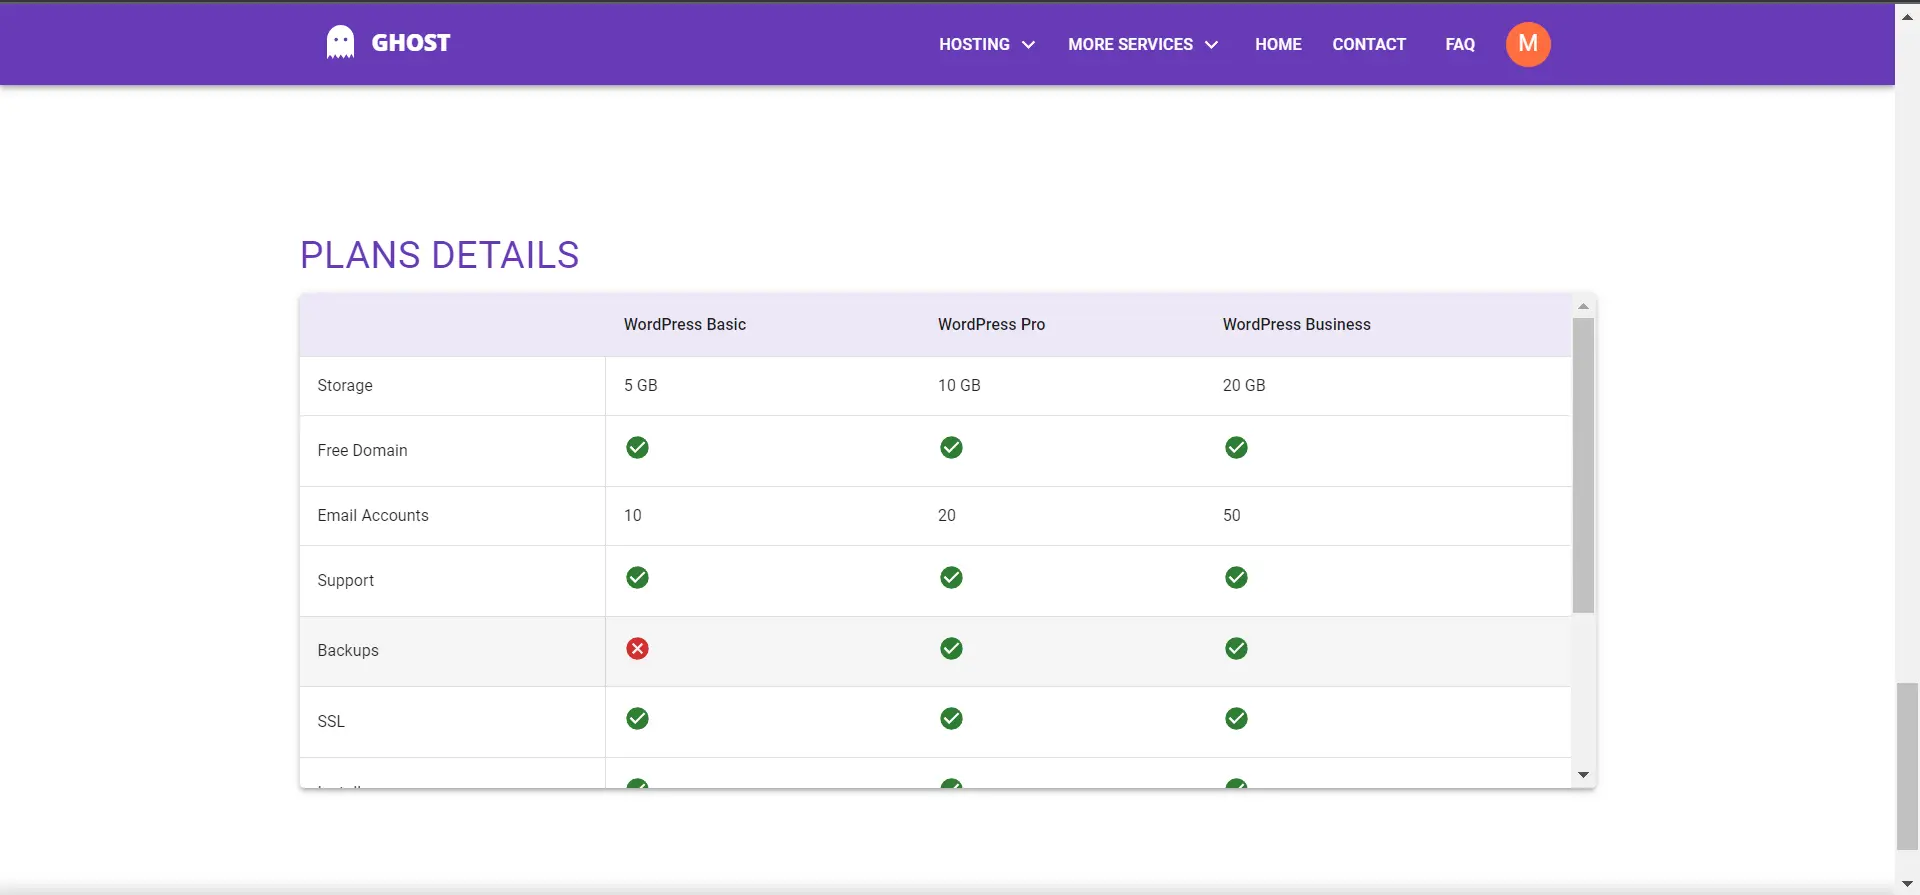 GHOST
HOSTING MORE SERVICES HOME CONTACT FAQ M
PLANS DETAILS
WordPress Basic WordPress Pro WordPress Business
Storage 5 GB 10 GB 20 GB
Free Domain
Email Accounts 10 20 50
Support
Backups
SSL